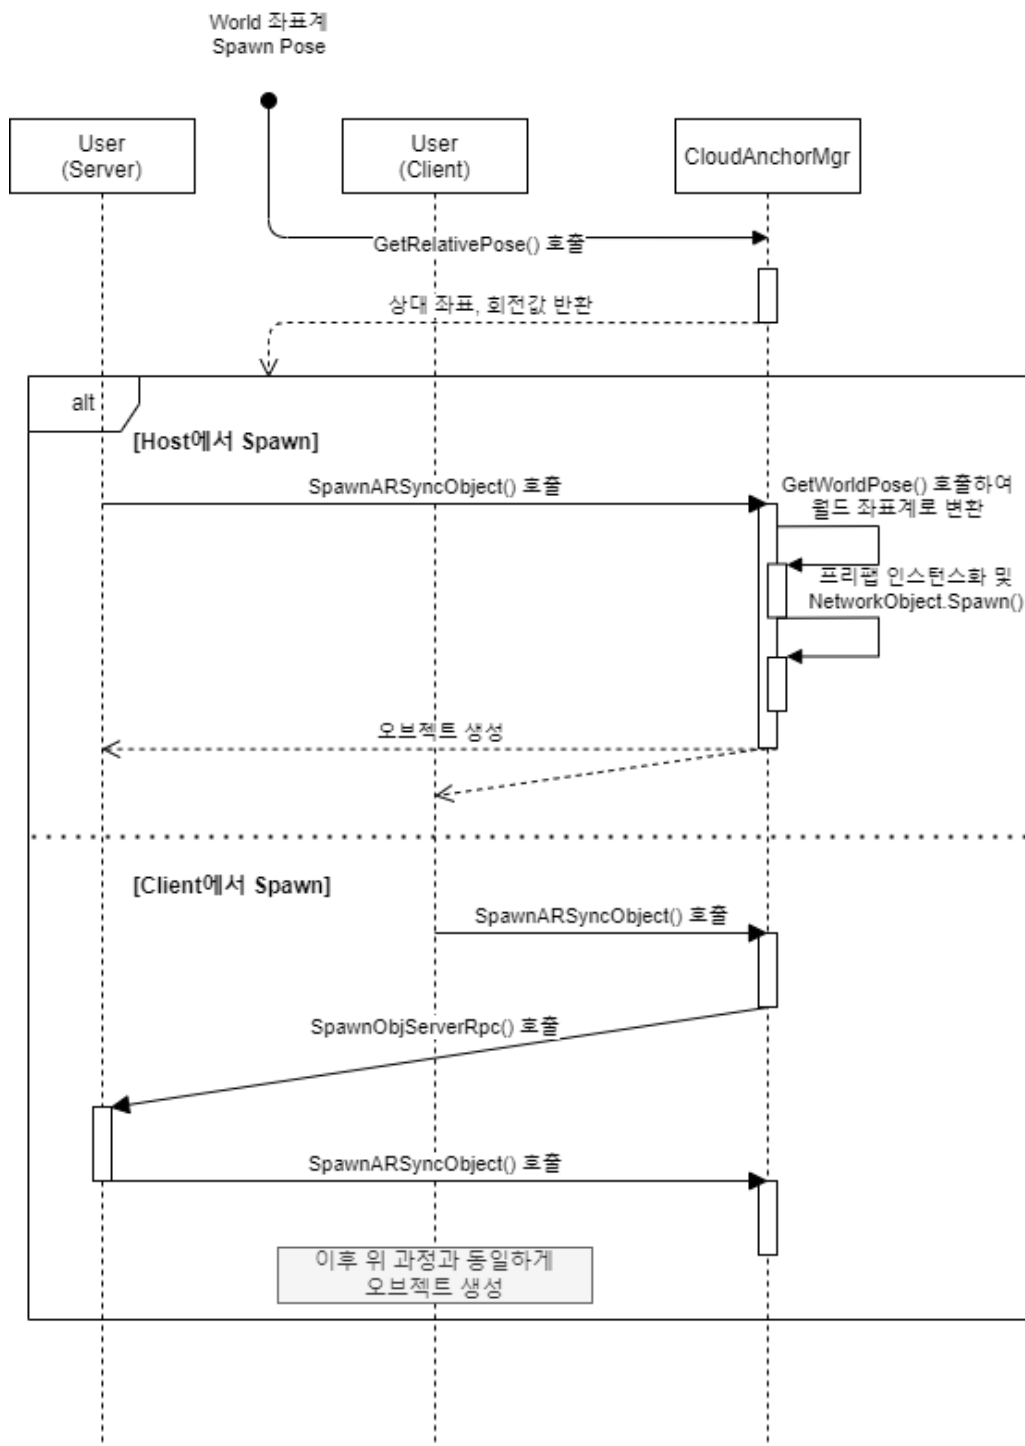 World 좌표계
Spawn Pose
User
(Server)
User
(Client)
CloudAnchorMgr
GetRelativePose() 호출
상대 좌표, 회전값 반환
alt
[Host에서 Spawn]
SpawnARSyncObject() 호출
GetWorldPose() 호출하여
월드 좌표계로 변환
프리팹 인스턴스화 및
NetworkObject.Spawn()
오브젝트 생성
[Client에서 Spawn]
SpawnARSyncObject() 호출
SpawnObjServerRpc() 호출
SpawnARSyncObject() 호출
이후 위 과정과 동일하게
오브젝트 생성